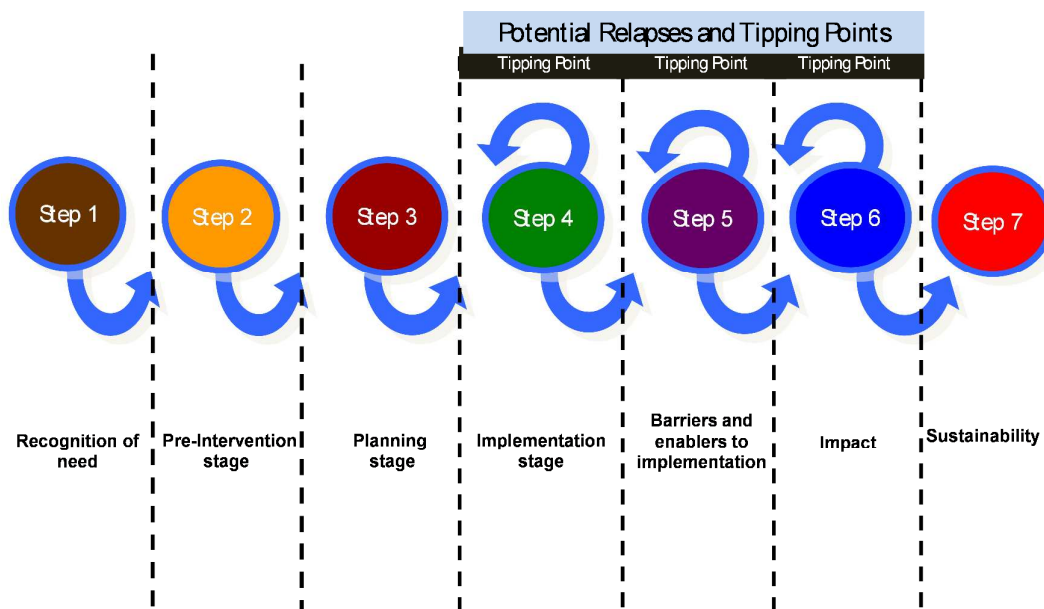 Potential Relapses and Tipping Points
Tipping Point
Tipping Point
Tipping Point
Step 1
Step 2
Step 3
Step 4
Step 5
Step 6
Step 7
Recognition of
need
Pre-Intervention
stage
Planning
stage
Implementation
stage
Barriers and
enablers to
implementation
Impact
Sustainability